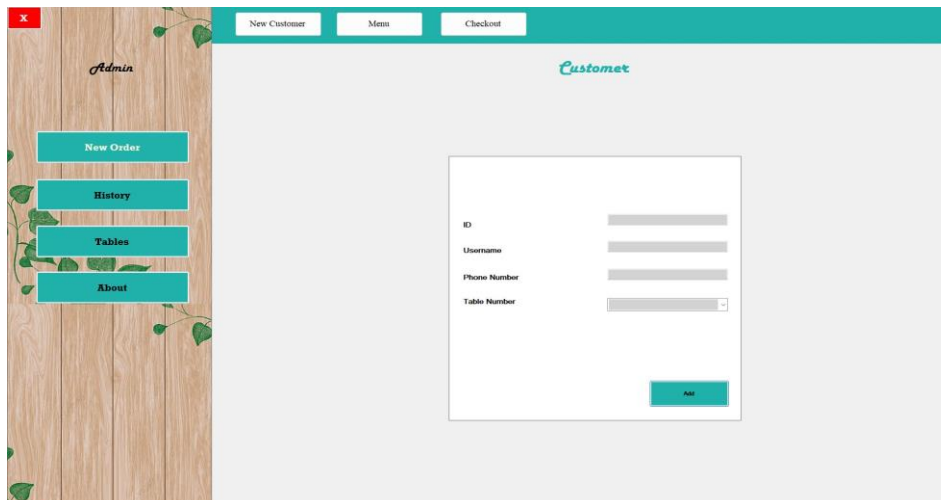 X
New Customer
Menu
Checkout
Admin
Customer
New Order
History
Tables
About
ID
Username
Phone Number
Table Number
Add